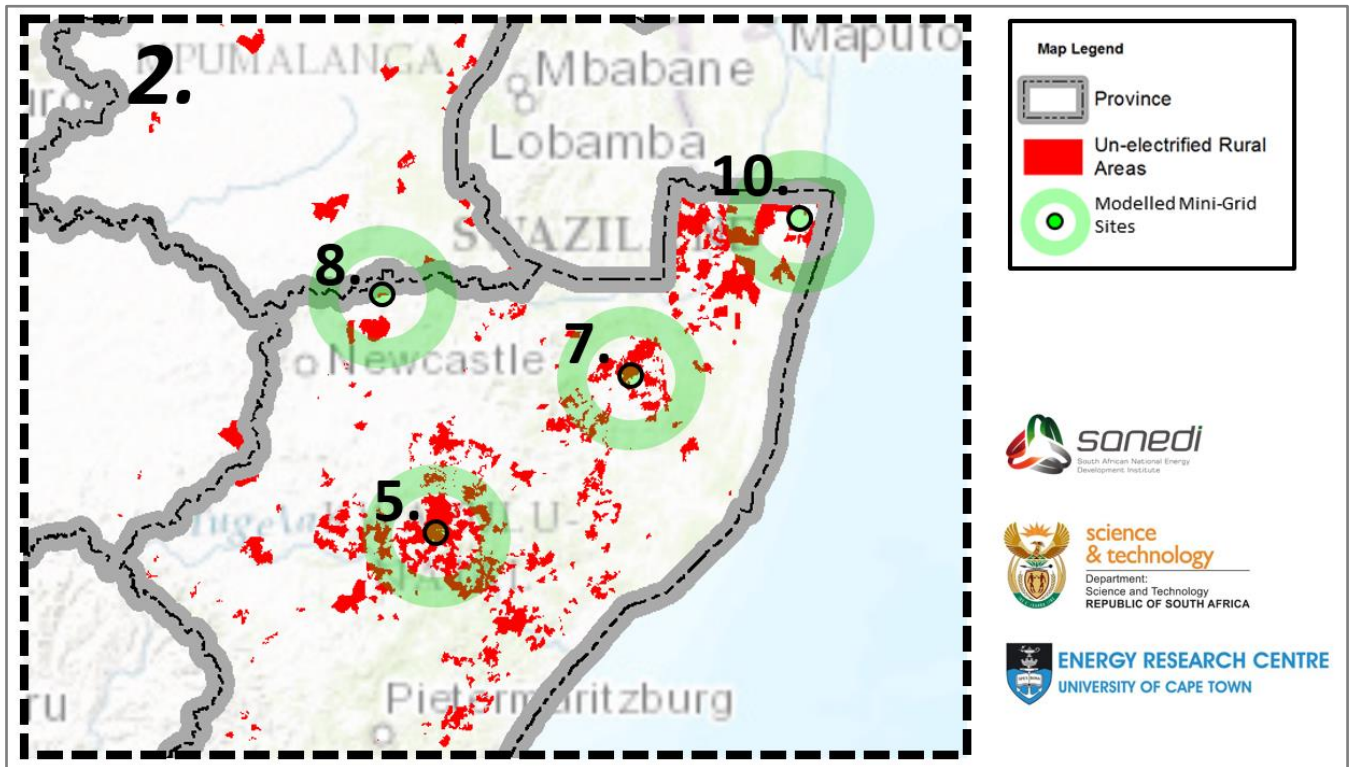 2.
Maputo
Mbabane
Lobamba
10.
8.
7.
Newcastle
5.
Pietermaritzburg
Map Legend
Province
Un-electrified Rural
Areas
Modelled Mini-Grid
Sites
sanedi
South African National Energy
Development Institute
science
& technology
Department:
Science and Technology
REPUBLIC OF SOUTH AFRICA
ENERGY RESEARCH CENTRE
UNIVERSITY OF CAPE TOWN